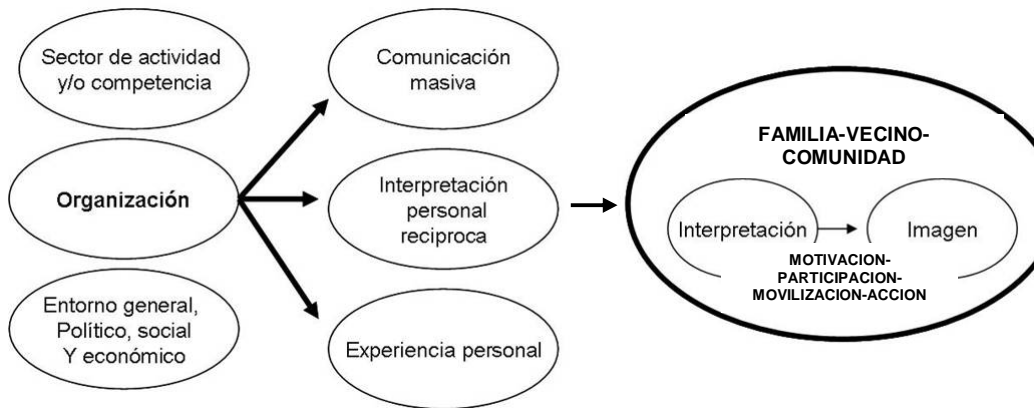 Sector de actividad
y/o competencia
Organización
Entorno general,
Político, social
Y económico
Comunicación
masiva
Interpretación
personal
reciproca
Experiencia personal
FAMILIA-VECINO-
COMUNIDAD
Interpretación
Imagen
MOTIVACION-
PARTICIPACION-
MOVILIZACION-ACCION